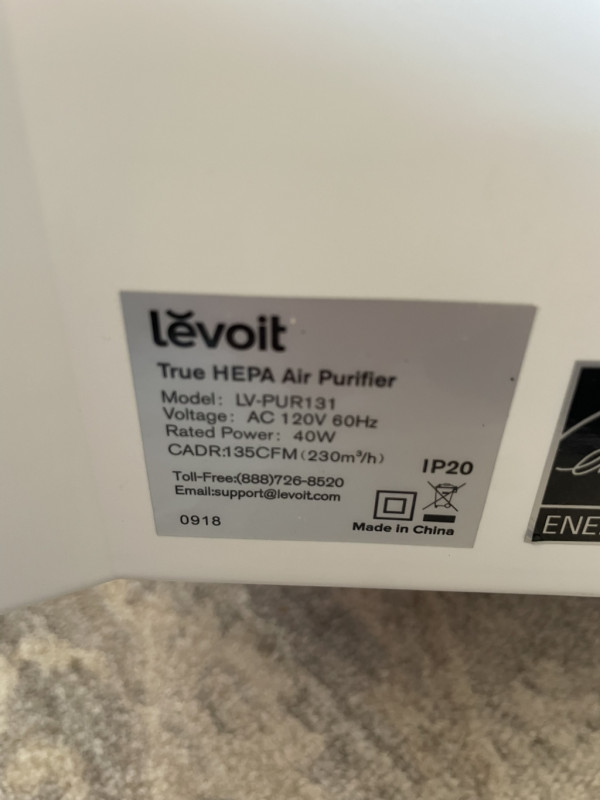 lĕvoit
True HEPA Air Purifier
Model: LV-PUR131
Voltage: AC 120V 60Hz
Rated Power: 40W
CADR:135CFM(230m³/h)
IP20
Toll-Free:(888)726-8520
Email:support@levoit.com
0918
Made in China
ENE